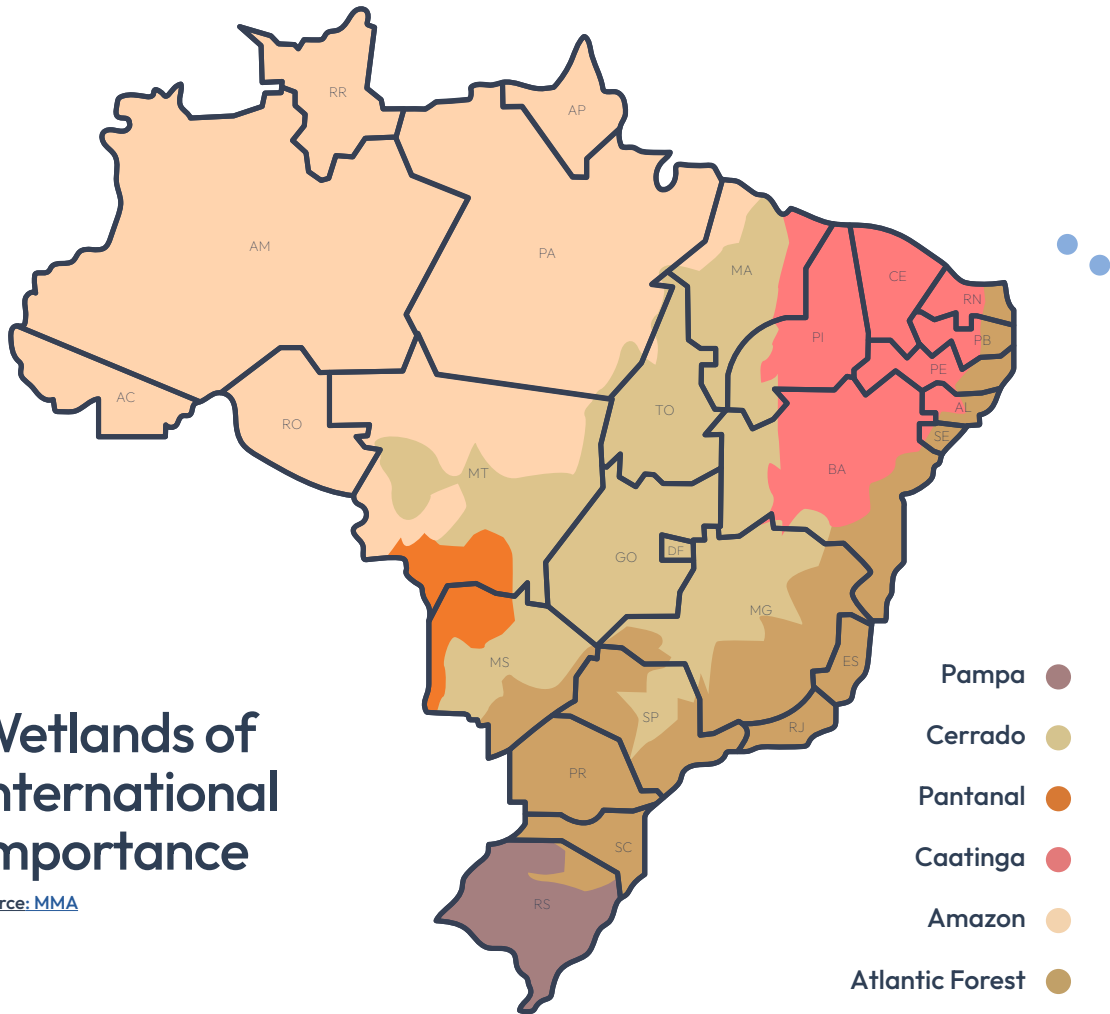 RR
AP
AM
PA
MA
CE
RN
PB
PI
PE
AC
RO
TO
AL
SE
MT
BA
GO
DF
MG
MS
ES
SP
RJ
PR
SC
RS
Wetlands of
nternational
mportance
rce: MMA
Pampa
Cerrado
Pantanal
Caatinga
Amazon
Atlantic Forest